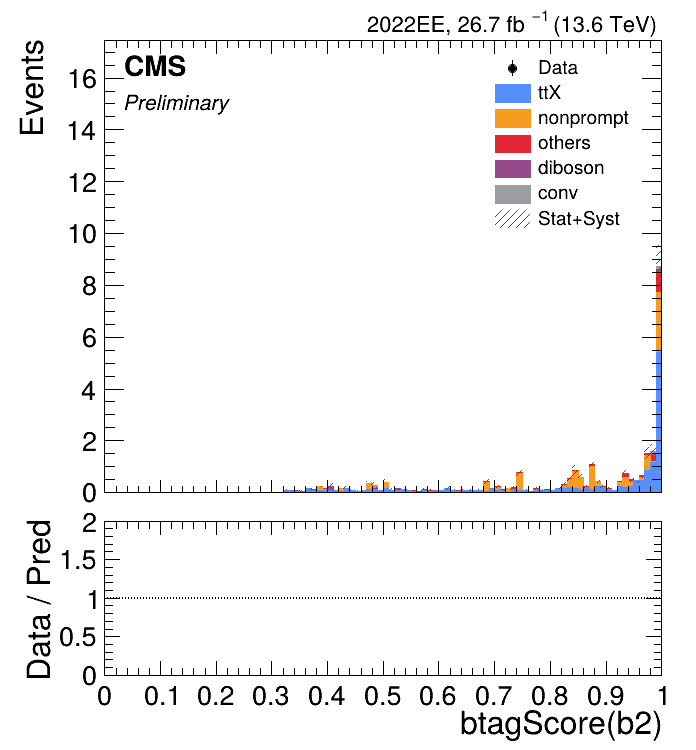 2022EE, 26.7 fb ⁻¹ (13.6 TeV)
CMS
Preliminary
Events
16
14
12
10
8
6
4
2
0
Data
ttX
nonprompt
others
diboson
conv
Stat+Syst
Data / Pred
2
1.5
1
0.5
0
0 0.1 0.2 0.3 0.4 0.5 0.6 0.7 0.8 0.9 1
btagScore(b2)